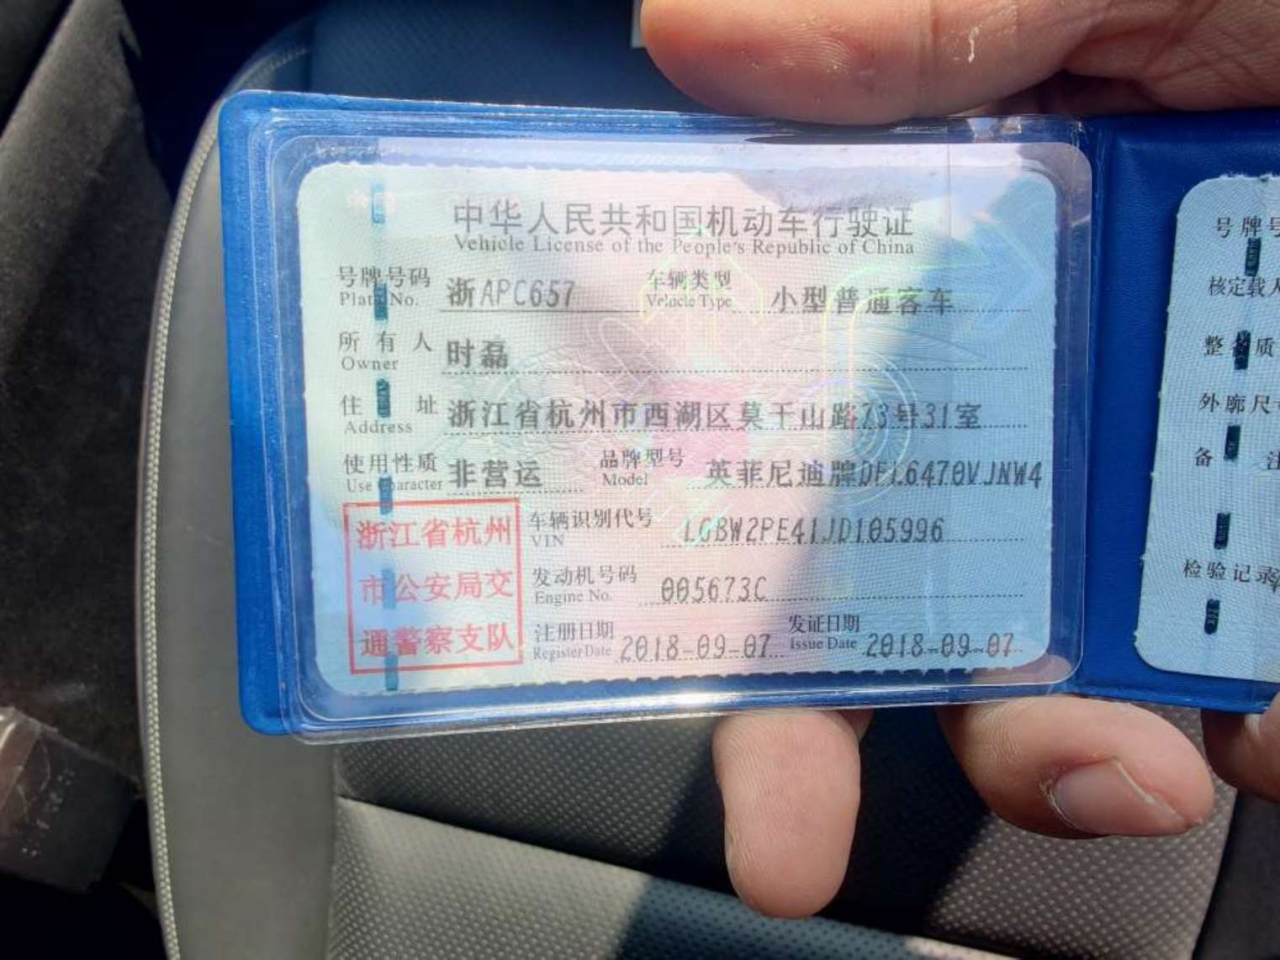 中华人民共和国机动车行驶证
Vehicle License of the People's Republic of China
号牌号码 浙APC657 车辆类型 小型普通客车
Plate No. Vehicle Type
所有人 时磊
Owner
住址 浙江省杭州市西湖区莫干山路73号31室
Address
使用性质 非营运 品牌型号 英菲尼迪牌DFL6470VJNW4
Use Character Model
浙江省杭州
市公安局交
通警察支队
车辆识别代号 LGBW2PE41JD105996
VIN
发动机号码 005673C
Engine No.
注册日期 2018-09-07 发证日期 2018-09-07
Register Date Issue Date
号牌号
核定载人
整备质
外廓尺寸
备 注
检验记录